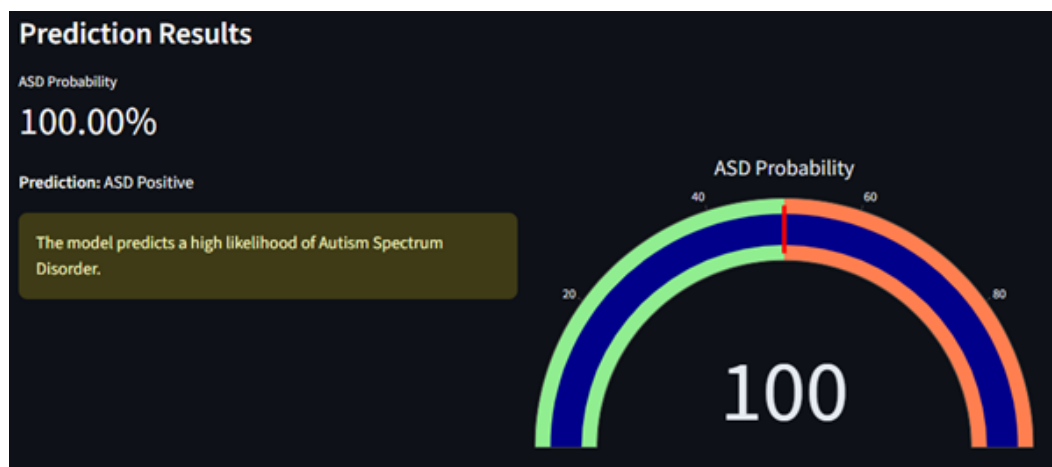 Prediction Results
ASD Probability
100.00%
Prediction: ASD Positive
The model predicts a high likelihood of Autism Spectrum
Disorder.
ASD Probability
40
60
20
80
100